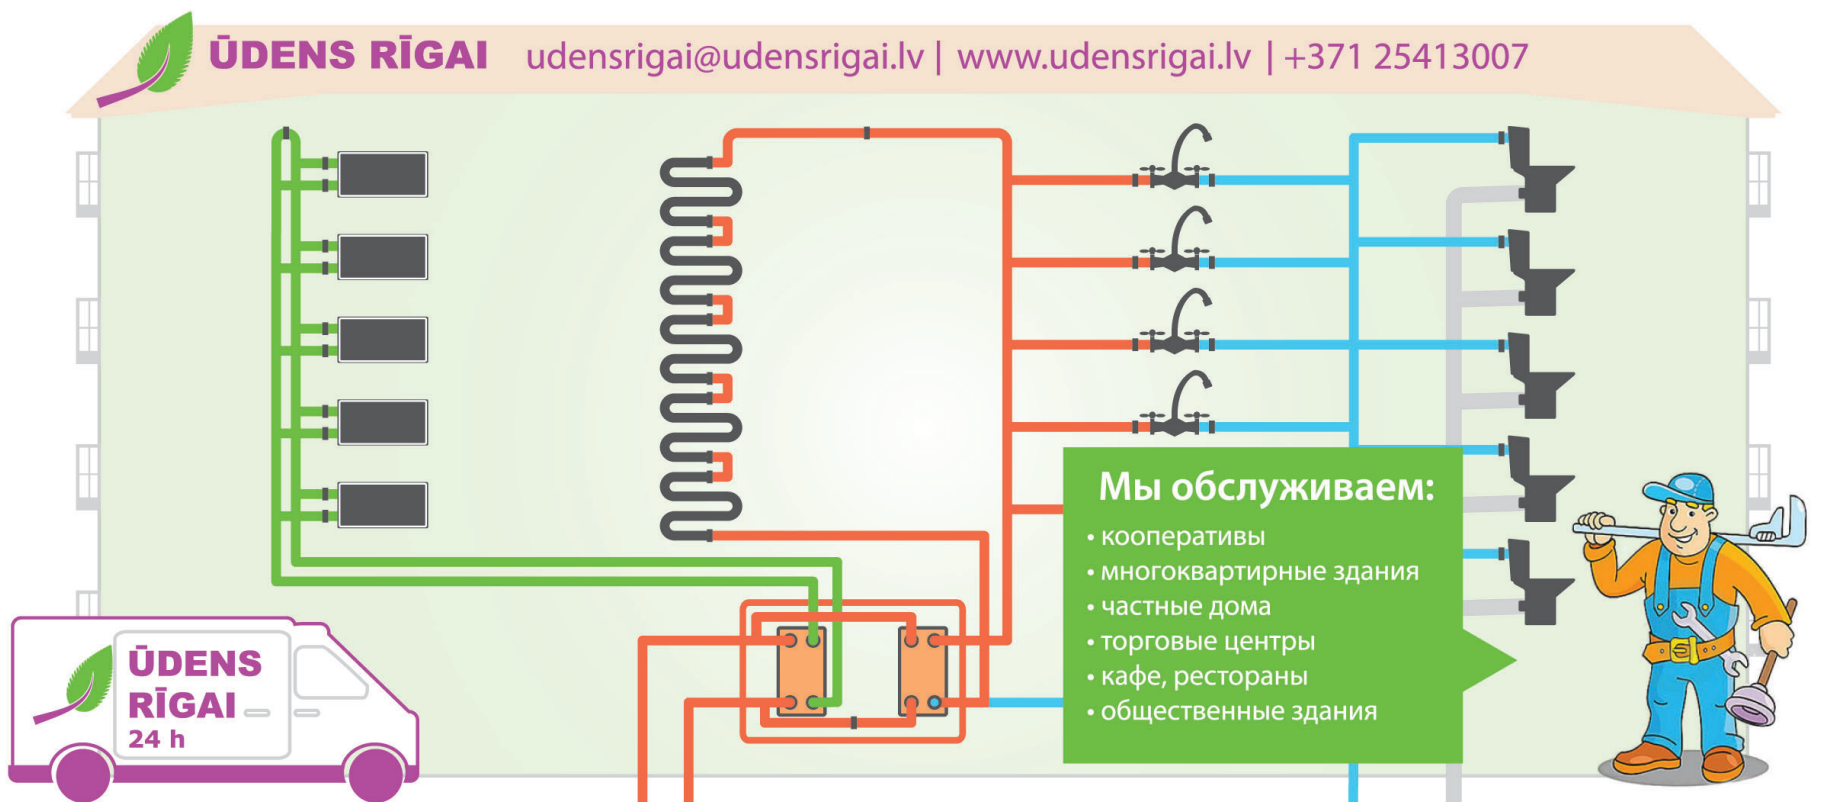 ŪDENS RĪGAI udensrigai@udensrigai.lv | www.udensrigai.lv | +371 25413007
Мы обслуживаем:
• кооперативы
• многоквартирные здания
• частные дома
• торговые центры
• кафе, рестораны
• общественные здания
ŪDENS
RĪGAI
24 h